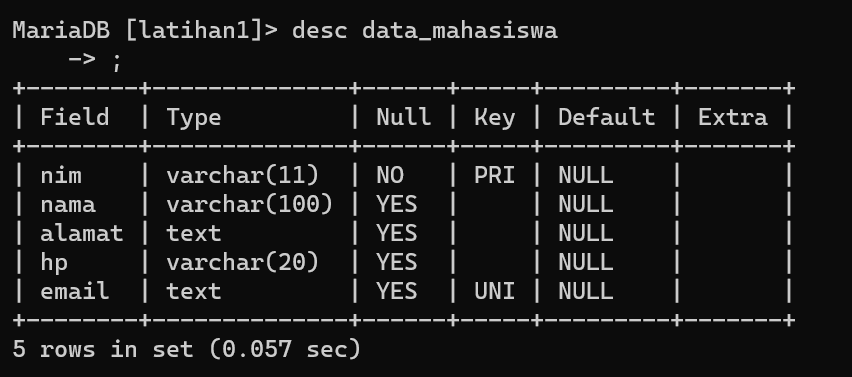 MariaDB [latihan1]> desc data_mahasiswa
    -> ;
+--------+--------------+------+-----+---------+-------+
| Field  | Type         | Null | Key | Default | Extra |
+--------+--------------+------+-----+---------+-------+
| nim    | varchar(11)  | NO   | PRI | NULL    |       |
| nama   | varchar(100) | YES  |     | NULL    |       |
| alamat | text         | YES  |     | NULL    |       |
| hp     | varchar(20)  | YES  |     | NULL    |       |
| email  | text         | YES  | UNI | NULL    |       |
+--------+--------------+------+-----+---------+-------+
5 rows in set (0.057 sec)